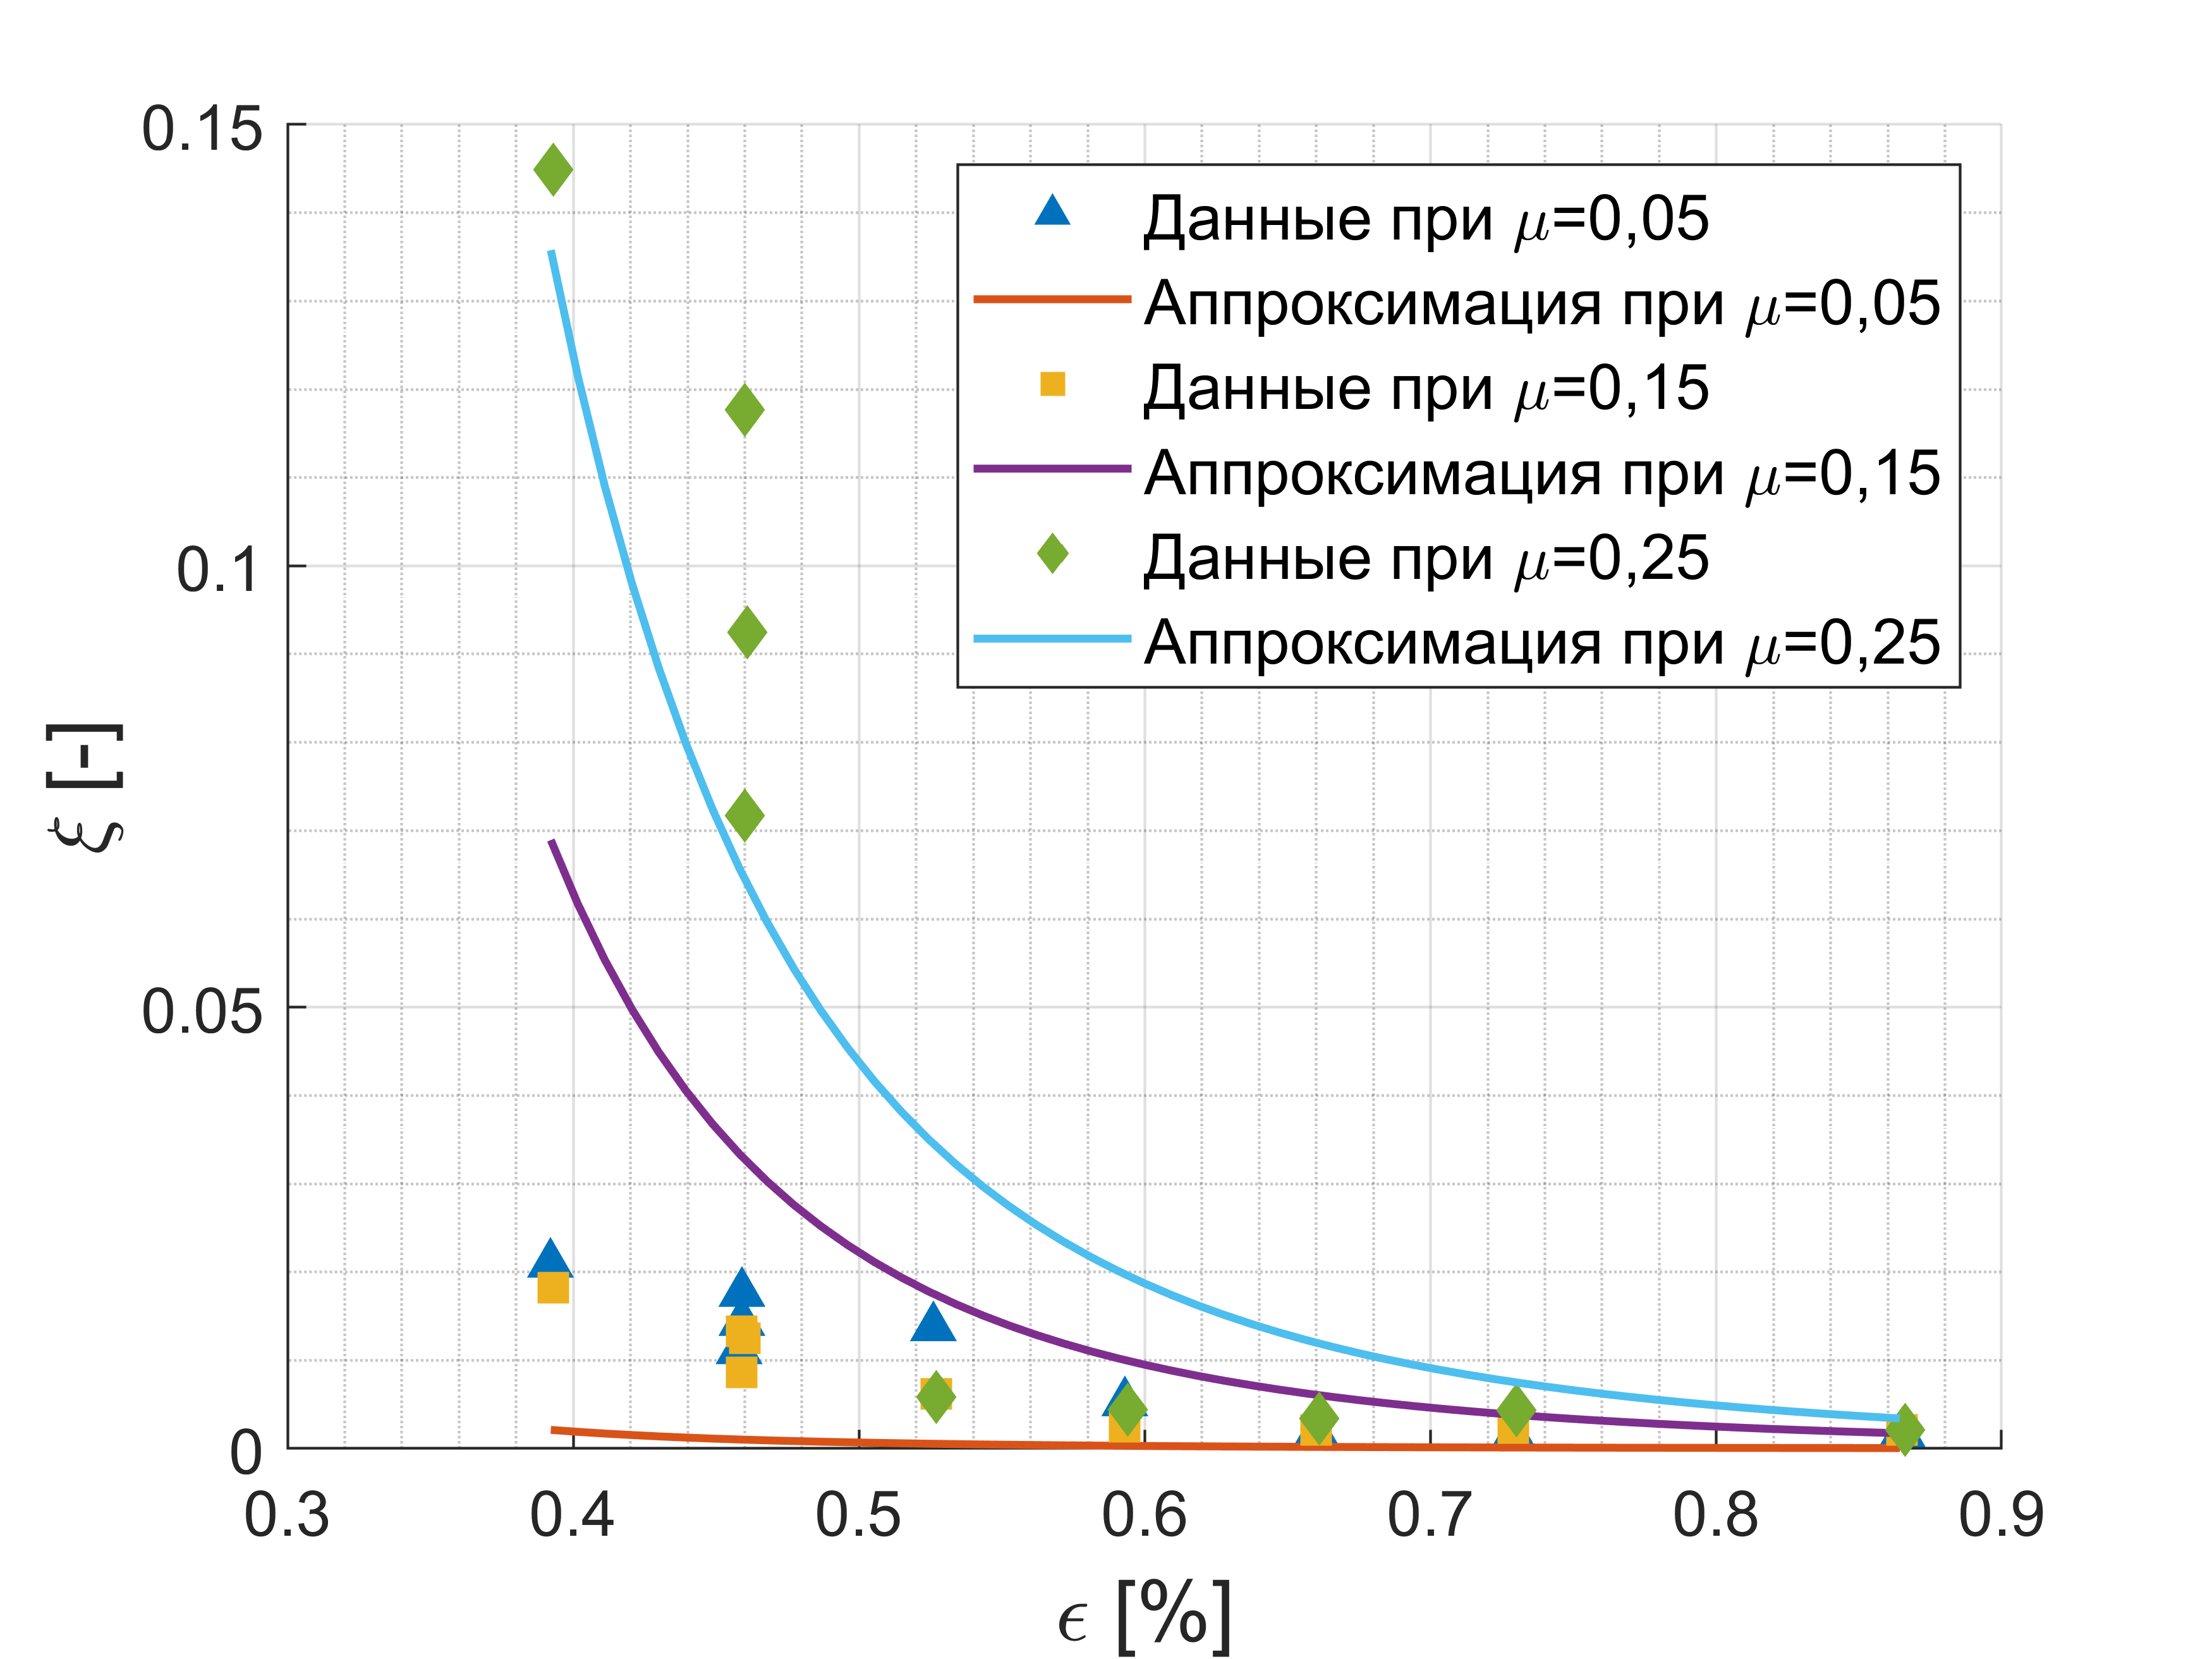 0.15
0.1
0.05
0
ξ [-]
Данные при μ=0,05
Аппроксимация при μ=0,05
Данные при μ=0,15
Аппроксимация при μ=0,15
Данные при μ=0,25
Аппроксимация при μ=0,25
0.3 0.4 0.5 0.6 0.7 0.8 0.9
ϵ [%]